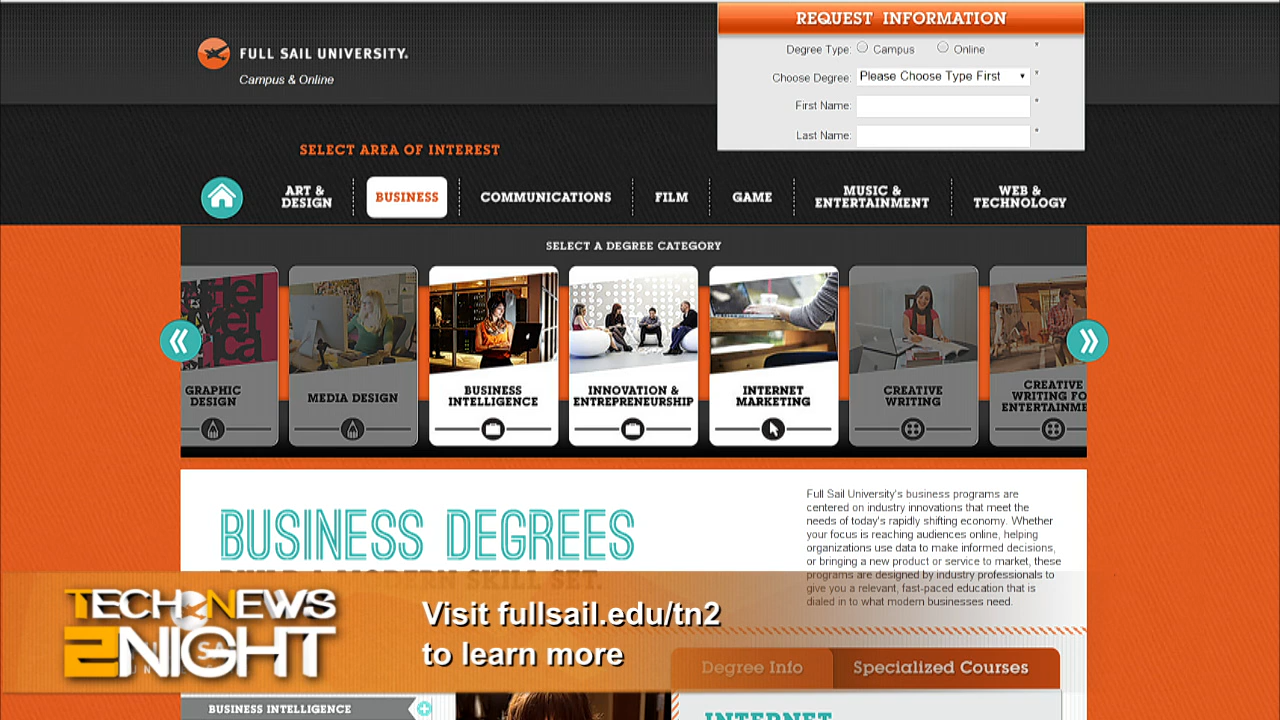 REQUEST INFORMATION
Degree Type: Campus Online *
Choose Degree: Please Choose Type First *
First Name: *
Last Name: *
FULL SAIL UNIVERSITY.
Campus & Online
SELECT AREA OF INTEREST
ART &
DESIGN
BUSINESS
COMMUNICATIONS
FILM
GAME
MUSIC &
ENTERTAINMENT
WEB &
TECHNOLOGY
SELECT A DEGREE CATEGORY
GRAPHIC
DESIGN
MEDIA DESIGN
BUSINESS
INTELLIGENCE
INNOVATION &
ENTREPRENEURSHIP
INTERNET
MARKETING
CREATIVE
WRITING
CREATIVE
WRITING FO
ENTERTAINME
BUSINESS DEGREES
BUILD A MODERN SKILL SET.
Full Sail University's business programs are
centered on industry innovations that meet the
needs of today's rapidly shifting economy. Whether
your focus is reaching audiences online, helping
organizations use data to make informed decisions,
or bringing a new product or service to market, these
programs are designed by industry professionals to
give you a relevant, fast-paced education that is
dialed in to what modern businesses need.
TECH NEWS
2NIGHT
Visit fullsail.edu/tn2
to learn more
Degree Info
Specialized Courses
BUSINESS INTELLIGENCE
INTERNET